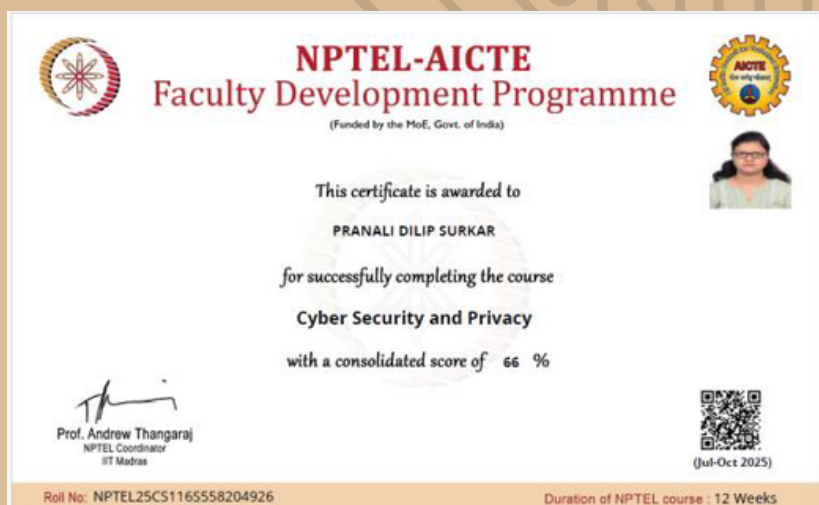 NPTEL-AICTE
Faculty Development Programme
(Funded by the MoE, Govt. of India)
AICTE
This certificate is awarded to
PRANALI DILIP SURKAR
for successfully completing the course
Cyber Security and Privacy
with a consolidated score of 66 %
Prof. Andrew Thangaraj
NPTEL Coordinator
IIT Madras
(Jul-Oct 2025)
Roll No: NPTEL25CS116S558204926
Duration of NPTEL course : 12 Weeks